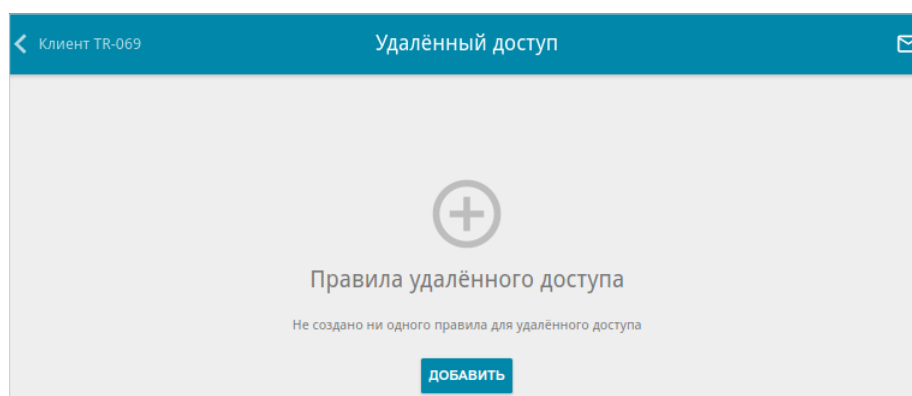 Клиент TR-069
Удалённый доступ
Правила удалённого доступа
Не создано ни одного правила для удалённого доступа
ДОБАВИТЬ